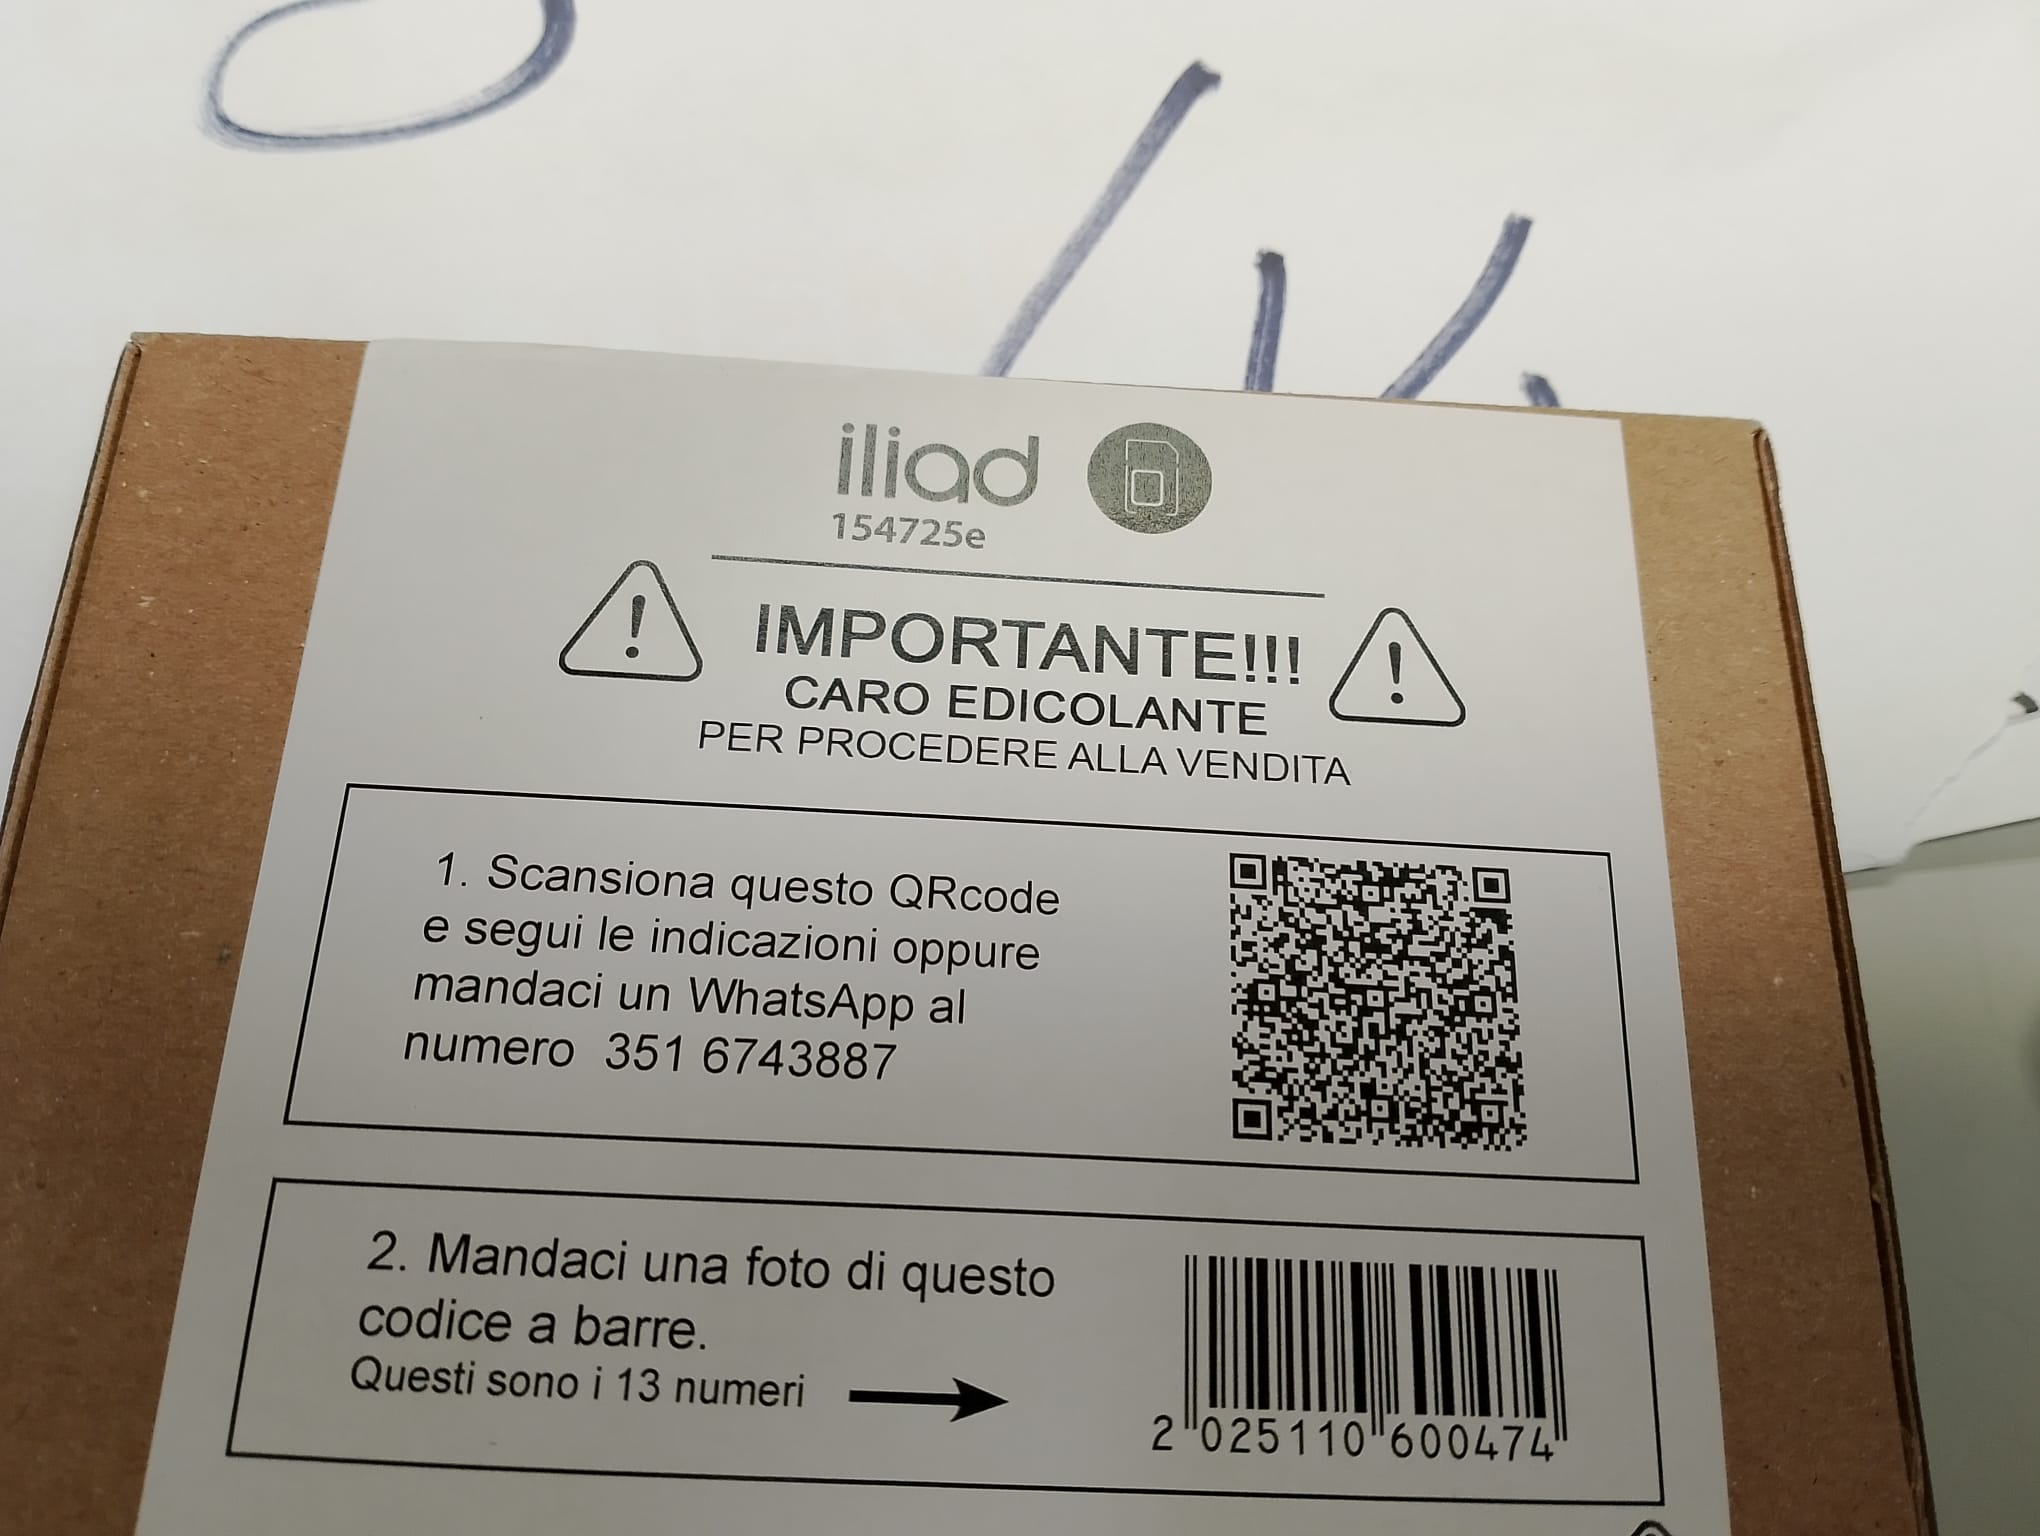 iliad
154725e
IMPORTANTE!!!
CARO EDICOLANTE
PER PROCEDERE ALLA VENDITA
1. Scansiona questo QRcode
e segui le indicazioni oppure
mandaci un WhatsApp al
numero 351 6743887
2. Mandaci una foto di questo
codice a barre.
Questi sono i 13 numeri
2 025110 600474